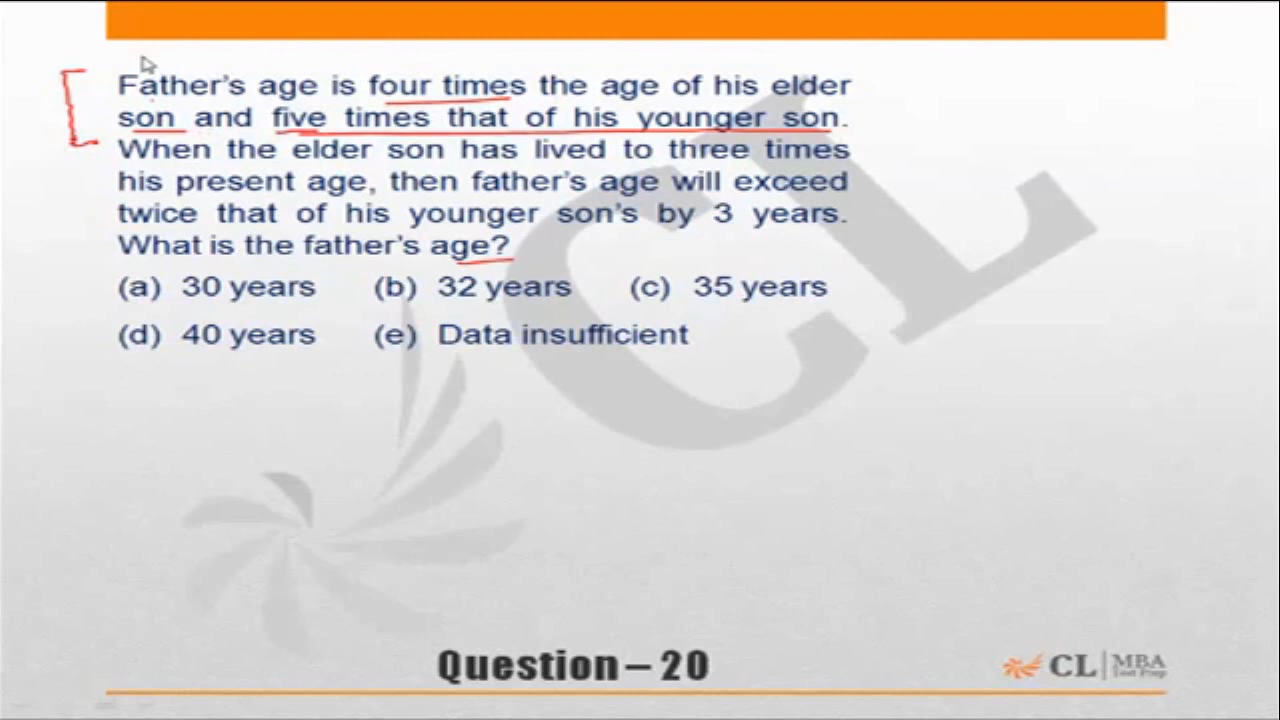 Father's age is four times the age of his elder
son and five times that of his younger son.
When the elder son has lived to three times
his present age, then father's age will exceed
twice that of his younger son's by 3 years.
What is the father's age?
(a) 30 years (b) 32 years (c) 35 years
(d) 40 years (e) Data insufficient
CL
Question – 20
CL MBA
Test Prep